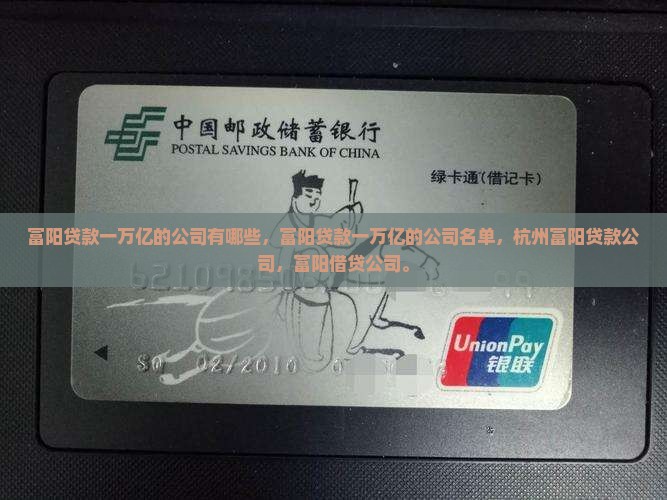 中国邮政储蓄银行
POSTAL SAVINGS BANK OF CHINA
绿卡通(借记卡)
富阳贷款一万亿的公司有哪些，富阳贷款一万亿的公司名单，杭州富阳贷款公
司，富阳借贷公司。
02/2010
UnionPay
银联